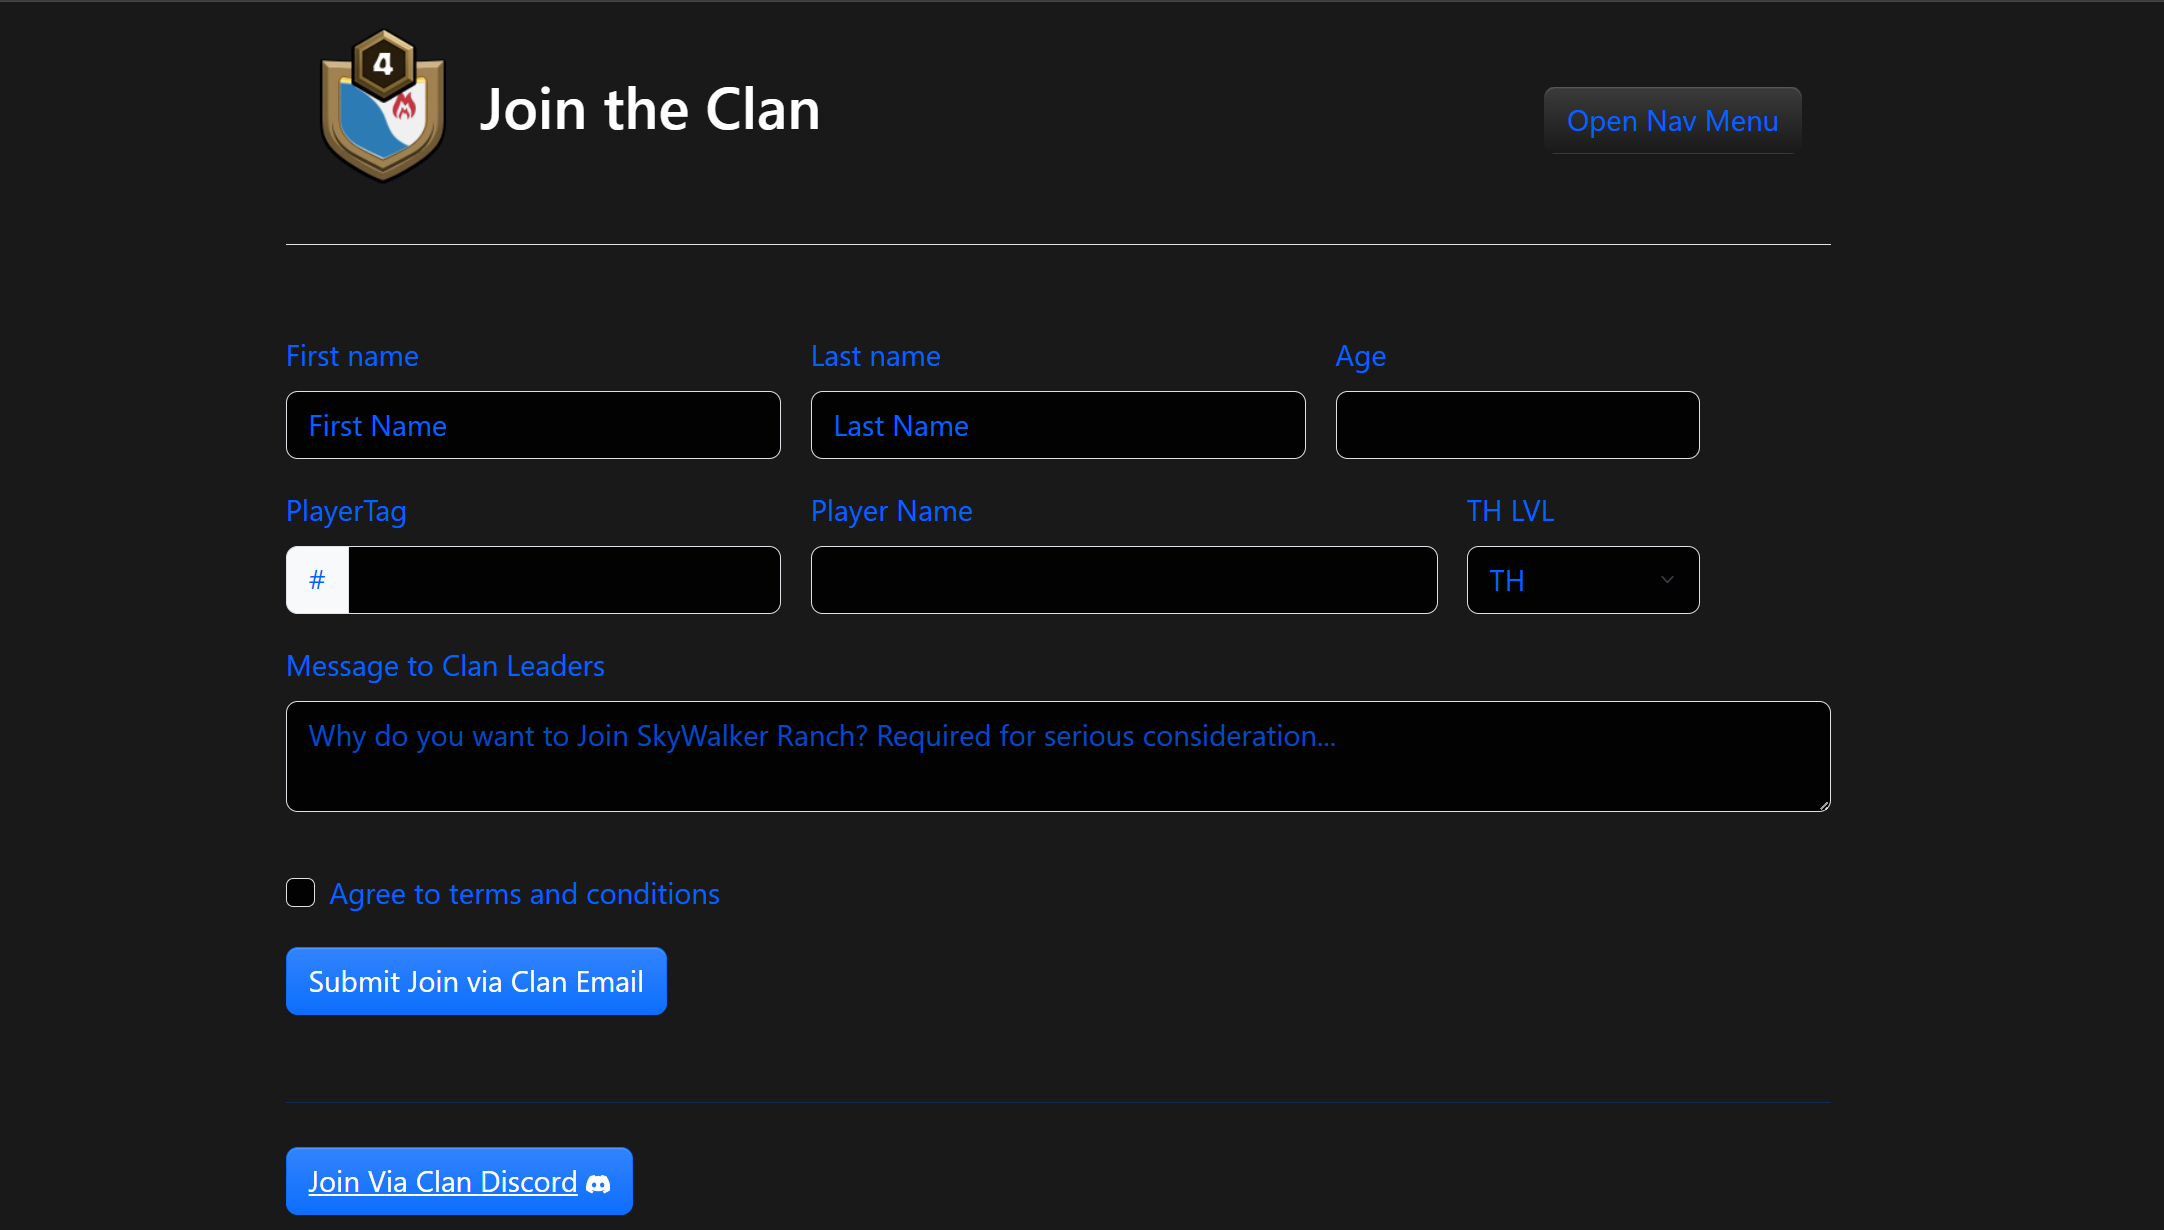 4
Join the Clan
Open Nav Menu
First name
Last name
Age
First Name
Last Name
PlayerTag
Player Name
TH LVL
#
TH
Message to Clan Leaders
Why do you want to Join SkyWalker Ranch? Required for serious consideration...
Agree to terms and conditions
Submit Join via Clan Email
Join Via Clan Discord